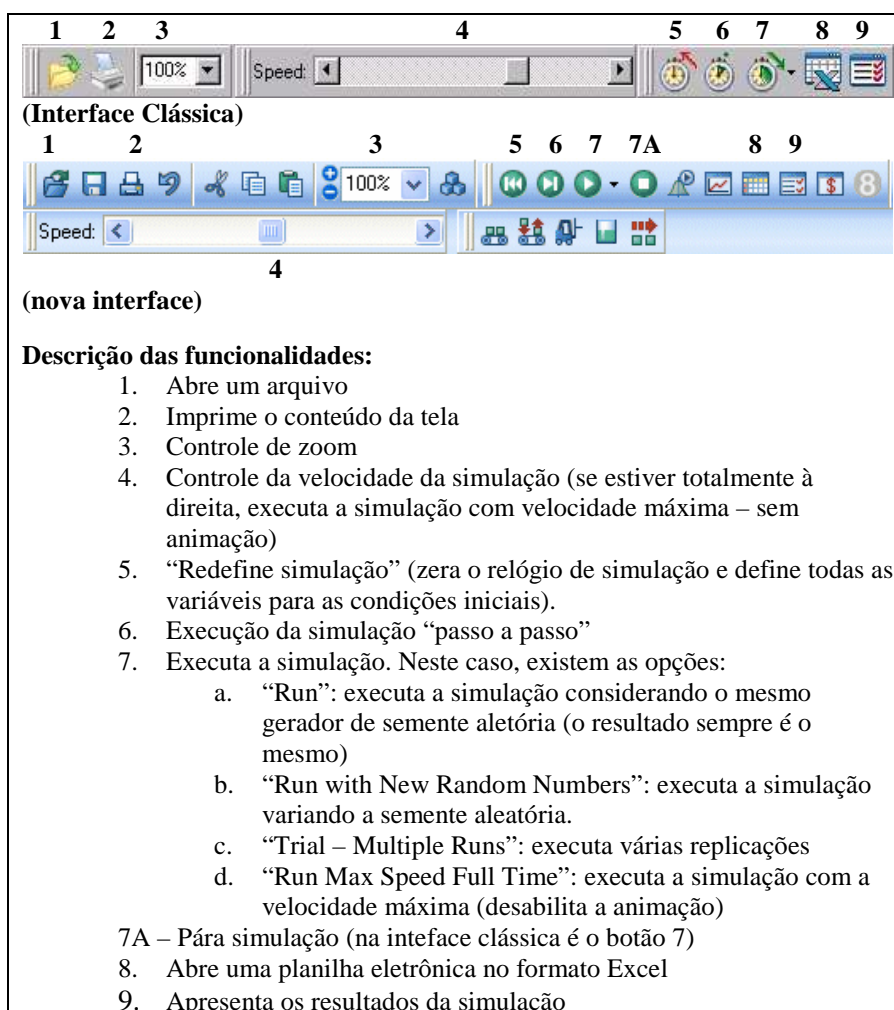 1 2 3 4 5 6 7 8 9
100% Speed:
(Interface Clássica)
1 2 3 5 6 7 7A 8 9
100%
Speed:
4
(nova interface)
Descrição das funcionalidades:
1. Abre um arquivo
2. Imprime o conteúdo da tela
3. Controle de zoom
4. Controle da velocidade da simulação (se estiver totalmente à
direita, executa a simulação com velocidade máxima – sem
animação)
5. “Redefine simulação” (zera o relógio de simulação e define todas as
variáveis para as condições iniciais).
6. Execução da simulação “passo a passo”
7. Executa a simulação. Neste caso, existem as opções:
a. “Run”: executa a simulação considerando o mesmo
gerador de semente aletória (o resultado sempre é o
mesmo)
b. “Run with New Random Numbers”: executa a simulação
variando a semente aleatória.
c. “Trial – Multiple Runs”: executa várias replicações
d. “Run Max Speed Full Time”: executa a simulação com a
velocidade máxima (desabilita a animação)
7A – Pára simulação (na inteface clássica é o botão 7)
8. Abre uma planilha eletrônica no formato Excel
9. Apresenta os resultados da simulação